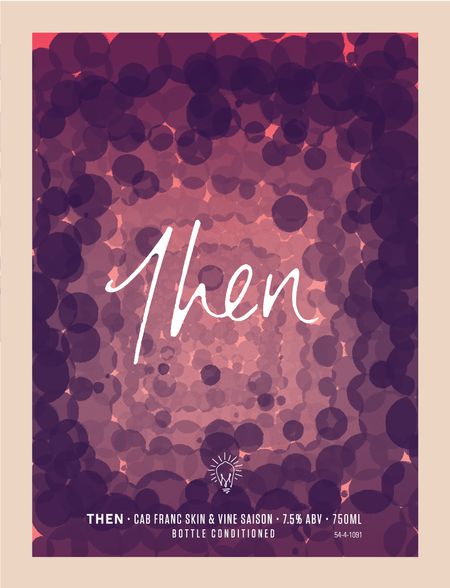 Then
THEN • CAB FRANC SKIN & VINE SAISON • 7.5% ABV • 750ML
BOTTLE CONDITIONED
54-4-1091